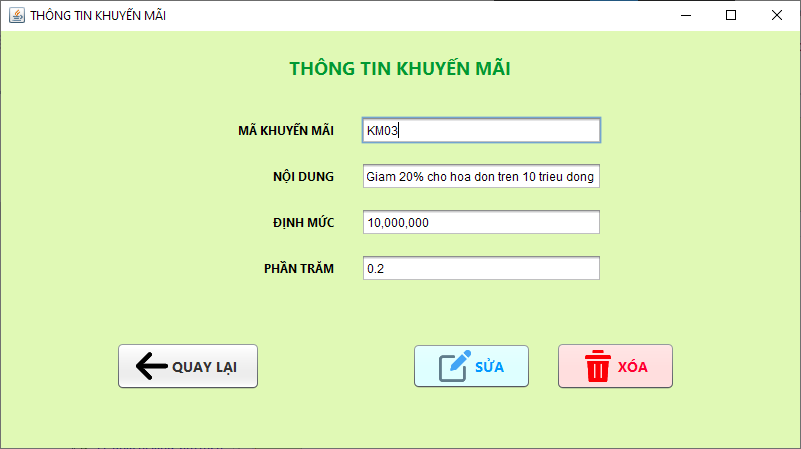 THÔNG TIN KHUYẾN MÃI
THÔNG TIN KHUYẾN MÃI
MÃ KHUYẾN MÃI KM03
NỘI DUNG Giam 20% cho hoa don tren 10 trieu dong
ĐỊNH MỨC 10,000,000
PHẦN TRĂM 0.2
QUAY LẠI SỬA XÓA